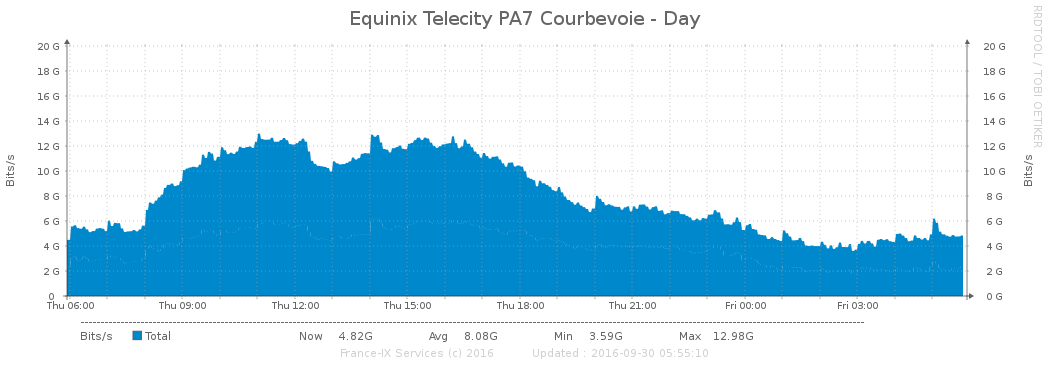 Equinix Telecity PA7 Courbevoie - Day
RRDTOOL / TOBI OETIKER
20 G 20 G
18 G 18 G
16 G 16 G
14 G 14 G
12 G 12 G
10 G 10 G
8 G 8 G
6 G 6 G
4 G 4 G
2 G 2 G
0 0 G
Bits/s
Bits/s
Thu 06:00 Thu 09:00 Thu 12:00 Thu 15:00 Thu 18:00 Thu 21:00 Fri 00:00 Fri 03:00
Bits/s Total Now 4.82G Avg 8.08G Min 3.59G Max 12.98G
France-IX Services (c) 2016 Updated : 2016-09-30 05:55:10